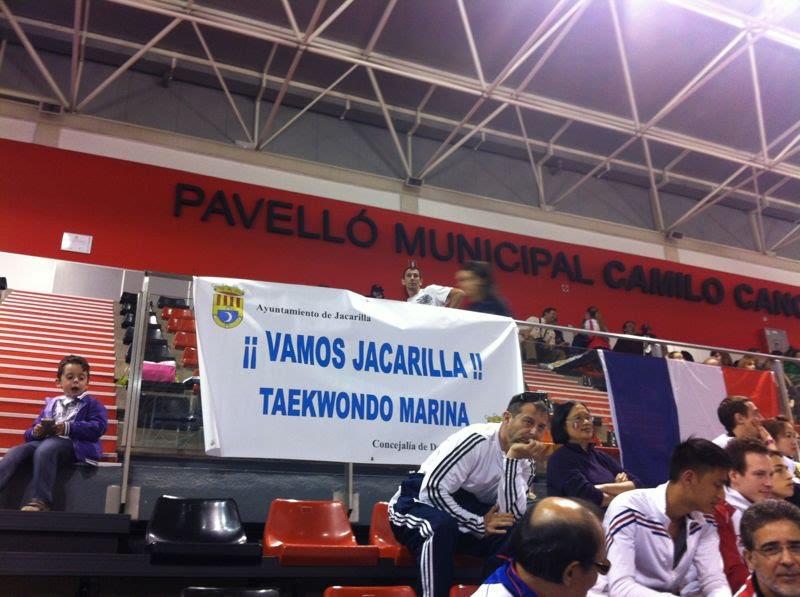 PAVELLÓ MUNICIPAL CAMILO CANO
Ayuntamiento de Jacarilla
¡¡ VAMOS JACARILLA !!
TAEKWONDO MARINA
Concejalía de